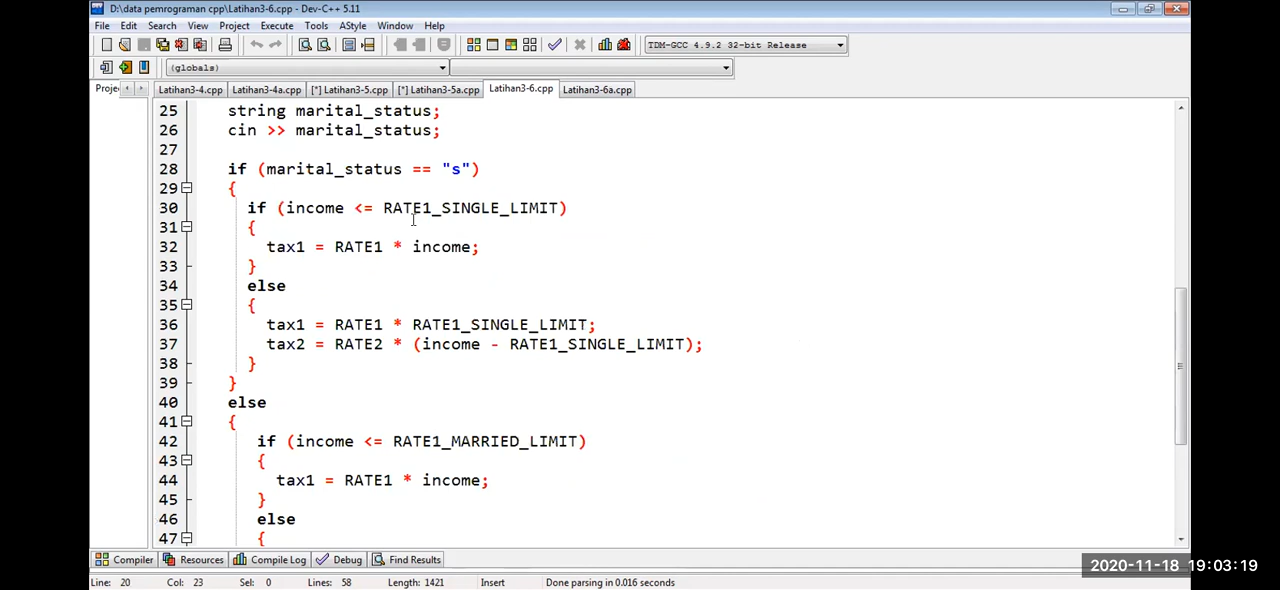 D:\data pemrograman cpp\Latihan3-6.cpp - Dev-C++ 5.11
File Edit Search View Project Execute Tools AStyle Window Help
TDM-GCC 4.9.2 32-bit Release
(globals)
Proje Latihan3-4.cpp Latihan3-4a.cpp [*] Latihan3-5.cpp [*] Latihan3-5a.cpp Latihan3-6.cpp Latihan3-6a.cpp
25 string marital_status;
26 cin >> marital_status;
27
28 if (marital_status == "s")
29 {
30 if (income <= RATE1_SINGLE_LIMIT)
31 {
32 tax1 = RATE1 * income;
33 }
34 else
35 {
36 tax1 = RATE1 * RATE1_SINGLE_LIMIT;
37 tax2 = RATE2 * (income - RATE1_SINGLE_LIMIT);
38 }
39 }
40 else
41 {
42 if (income <= RATE1_MARRIED_LIMIT)
43 {
44 tax1 = RATE1 * income;
45 }
46 else
47 {
Compiler Resources Compile Log Debug Find Results
2020-11-18 19:03:19
Line: 20 Col: 23 Sel: 0 Lines: 58 Length: 1421 Insert Done parsing in 0.016 seconds